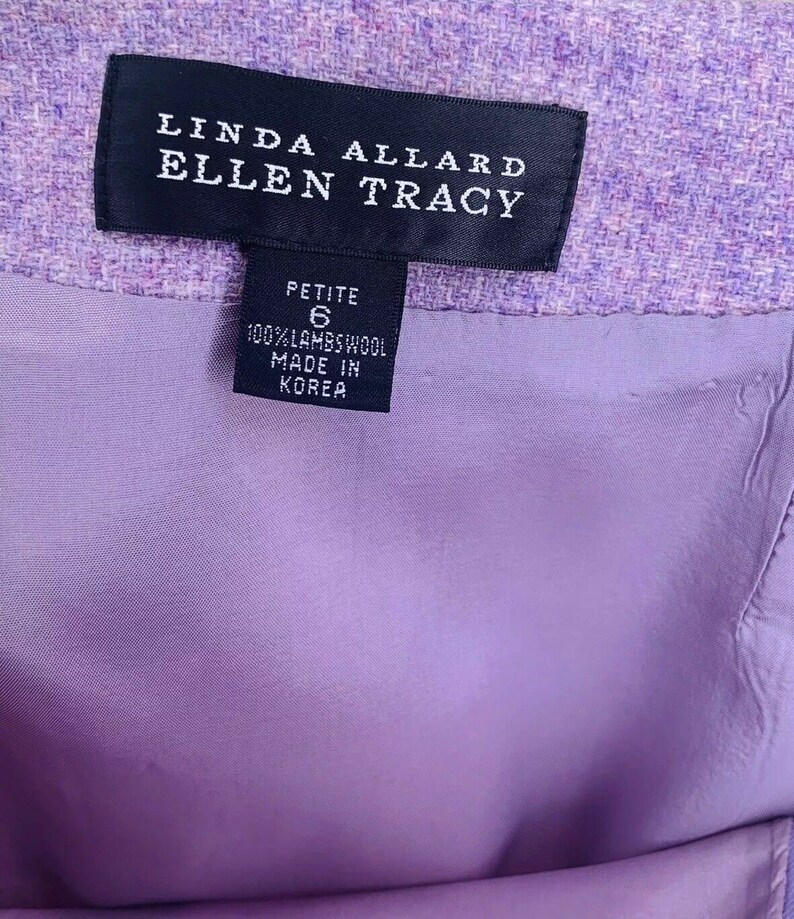 LINDA ALLARD
ELLEN TRACY
PETITE
6
100%LAMBSWOOL
MADE IN
KOREA